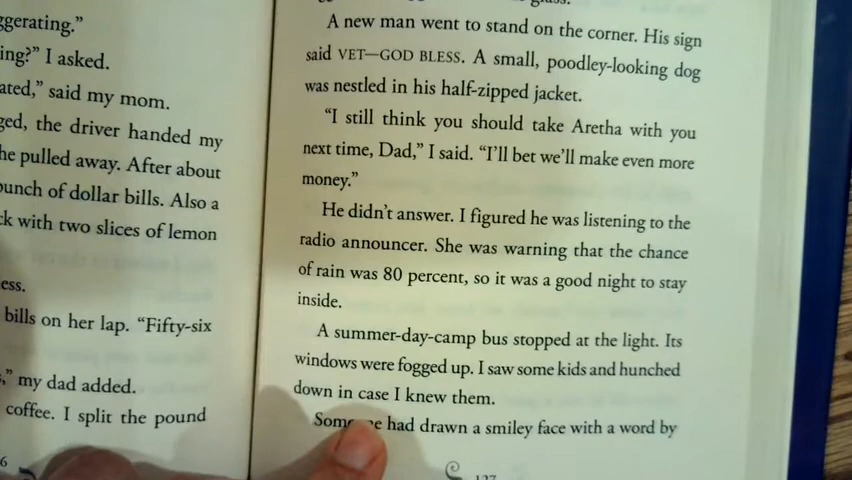 ggerating.”
ing?” I asked.
ated,” said my mom.
ged, the driver handed my
he pulled away. After about
bunch of dollar bills. Also a
ck with two slices of lemon
ess.
bills on her lap. “Fifty-six
,” my dad added.
coffee. I split the pound
6
A new man went to stand on the corner. His sign
said VET—GOD BLESS. A small, poodley-looking dog
was nestled in his half-zipped jacket.
“I still think you should take Aretha with you
next time, Dad,” I said. “I’ll bet we’ll make even more
money.”
He didn’t answer. I figured he was listening to the
radio announcer. She was warning that the chance
of rain was 80 percent, so it was a good night to stay
inside.
A summer-day-camp bus stopped at the light. Its
windows were fogged up. I saw some kids and hunched
down in case I knew them.
Someone had drawn a smiley face with a word by
127